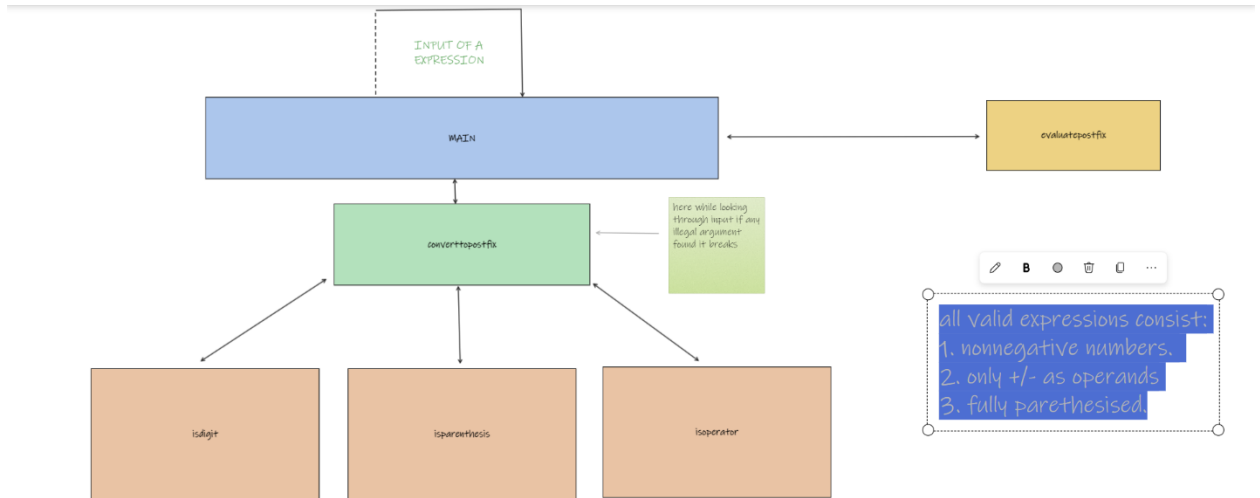 INPUT OF A
EXPRESSION
MAIN
evaluatepostfix
converttopostfix
here while looking
through input if any
illegal argument
found it breaks
B
all valid expressions consist:
1. nonnegative numbers.
2. only +/- as operands
3. fully parethesised.
isdigit
isparenthesis
isoperator